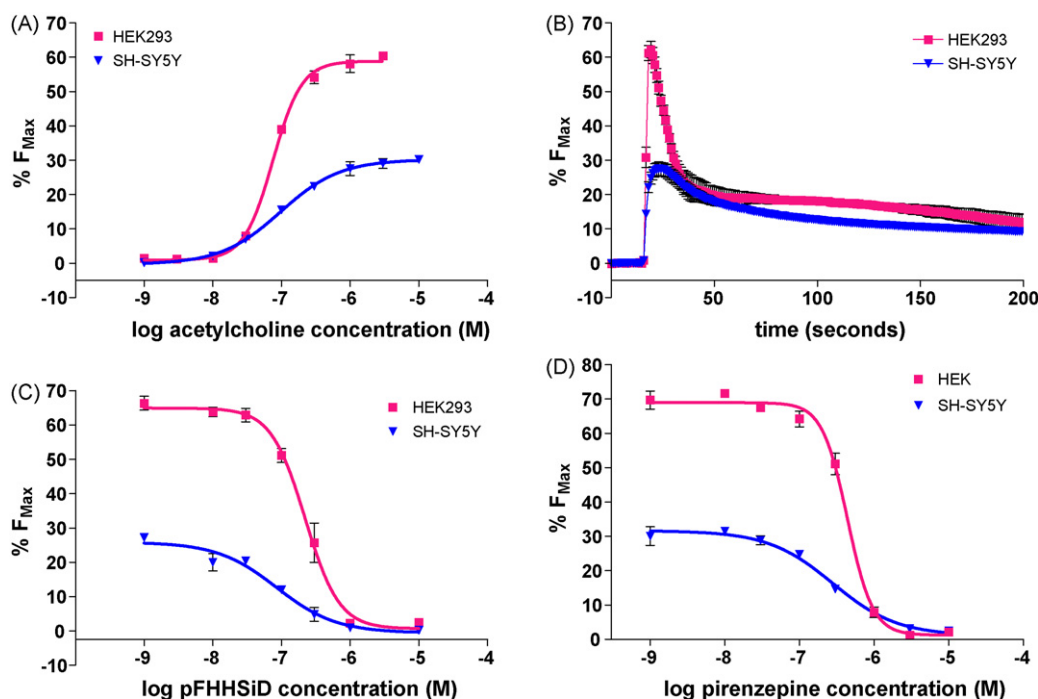 (A)
HEK293
SH-SY5Y
% FMax
70
60
50
40
30
20
10
0
-10
-9
-8
-7
-6
-5
-4
log acetylcholine concentration (M)
(B)
HEK293
SH-SY5Y
% FMax
70
60
50
40
30
20
10
0
-10
50
100
150
200
time (seconds)
(C)
HEK293
SH-SY5Y
% FMax
70
60
50
40
30
20
10
0
-10
-9
-8
-7
-6
-5
-4
log pFHHSiD concentration (M)
(D)
HEK
SH-SY5Y
% FMax
80
70
60
50
40
30
20
10
0
-9
-8
-7
-6
-5
-4
log pirenzepine concentration (M)